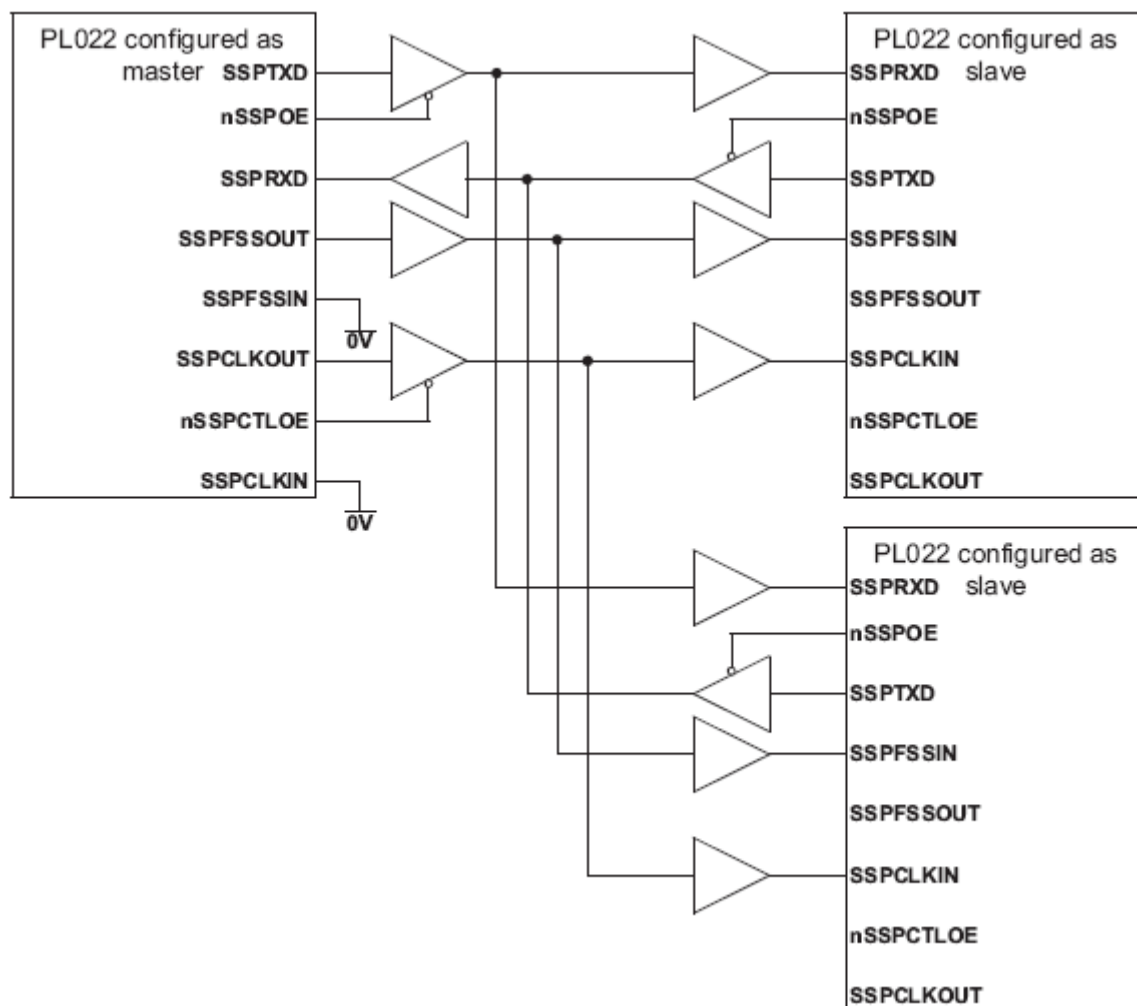 PL022 configured as
master SSPTXD
nSSPOE
SSPRXD
SSPFSSOUT
SSPFSSIN
0V
SSPCLKOUT
nSSPCTLOE
SSPCLKIN
0V
PL022 configured as
SSPRXD slave
nSSPOE
SSPTXD
SSPFSSIN
SSPFSSOUT
SSPCLKIN
nSSPCTLOE
SSPCLKOUT
PL022 configured as
SSPRXD slave
nSSPOE
SSPTXD
SSPFSSIN
SSPFSSOUT
SSPCLKIN
nSSPCTLOE
SSPCLKOUT